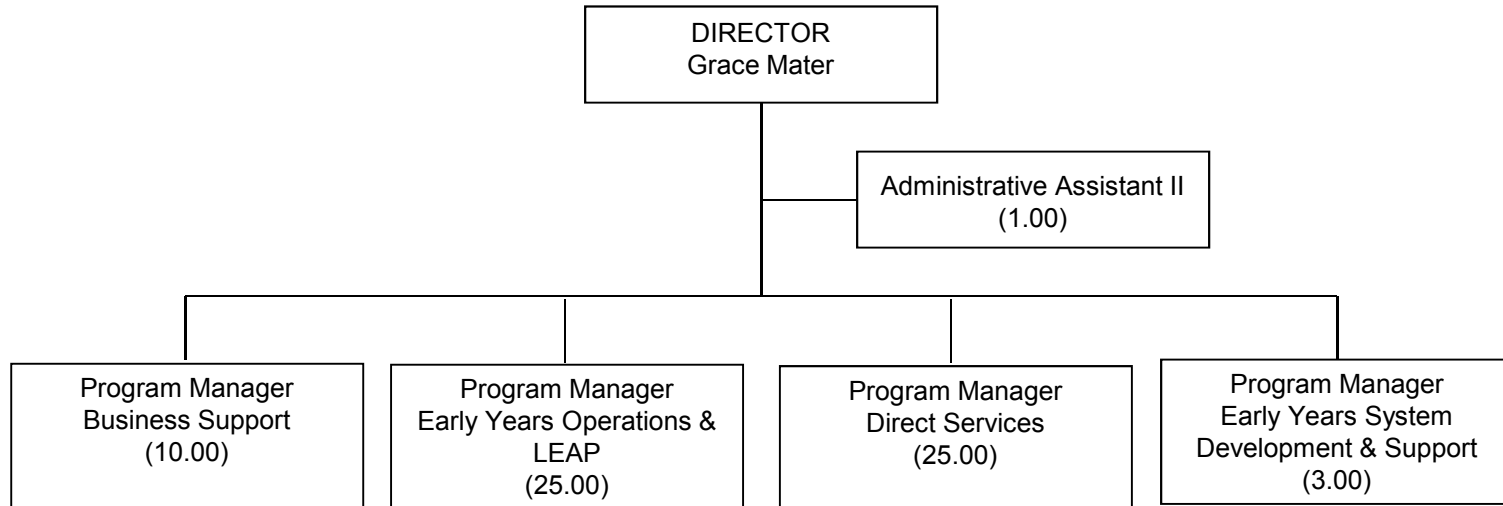 DIRECTOR
Grace Mater
Administrative Assistant II
(1.00)
Program Manager
Business Support
(10.00)
Program Manager
Early Years Operations &
LEAP
(25.00)
Program Manager
Direct Services
(25.00)
Program Manager
Early Years System
Development & Support
(3.00)